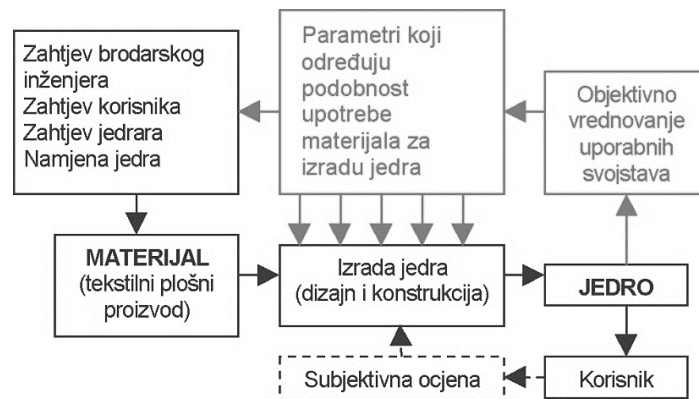 Zahtjev brodarskog
inženjera
Zahtjev korisnika
Zahtjev jedrara
Namjena jedra
Parametri koji
određuju
podobnost
upotrebe
materijala za
izradu jedra
Objektivno
vrednovanje
uporabnih
svojstava
MATERIJAL
(tekstilni plošni
proizvod)
Izrada jedra
(dizajn i konstrukcija)
JEDRO
Subjektivna ocjena
Korisnik